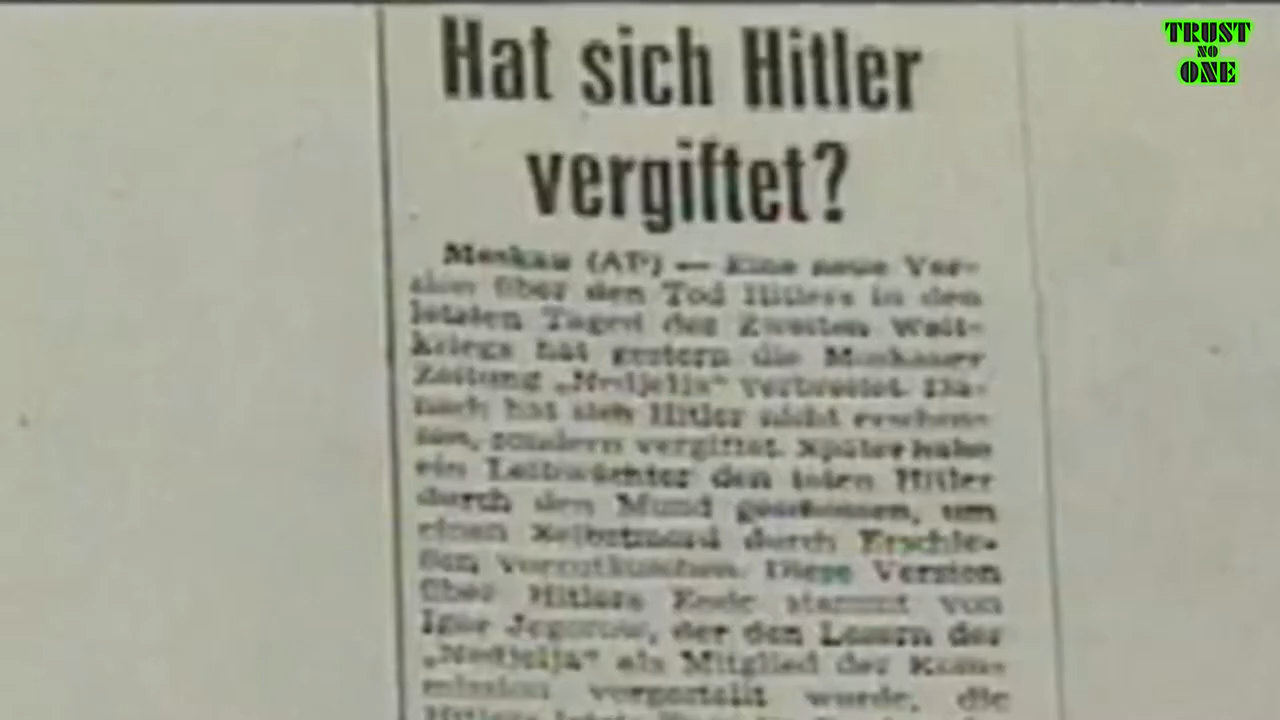 Hat sich Hitler
vergiftet?
Moskau (AP) — Eine neue Ver-
sion über den Tod Hitlers in den
letzten Tagen des Zweiten Welt-
kriegs hat gestern die Moskauer
Zeitung „Nedjelja“ verbreitet. Da-
nach hat sich Hitler nicht erschos-
sen, sondern vergiftet. Später habe
ein Leibwächter den toten Hitler
durch den Mund geschossen, um
einen Selbstmord durch Erschie-
ßen vorzutäuschen. Diese Version
über Hitlers Ende stammt von
Igor Jegorow, der den Lesern der
„Nedjelja“ als Mitglied der Kom-
mission vorgestellt wurde, die
Hitlers
TRUST
NO
ONE